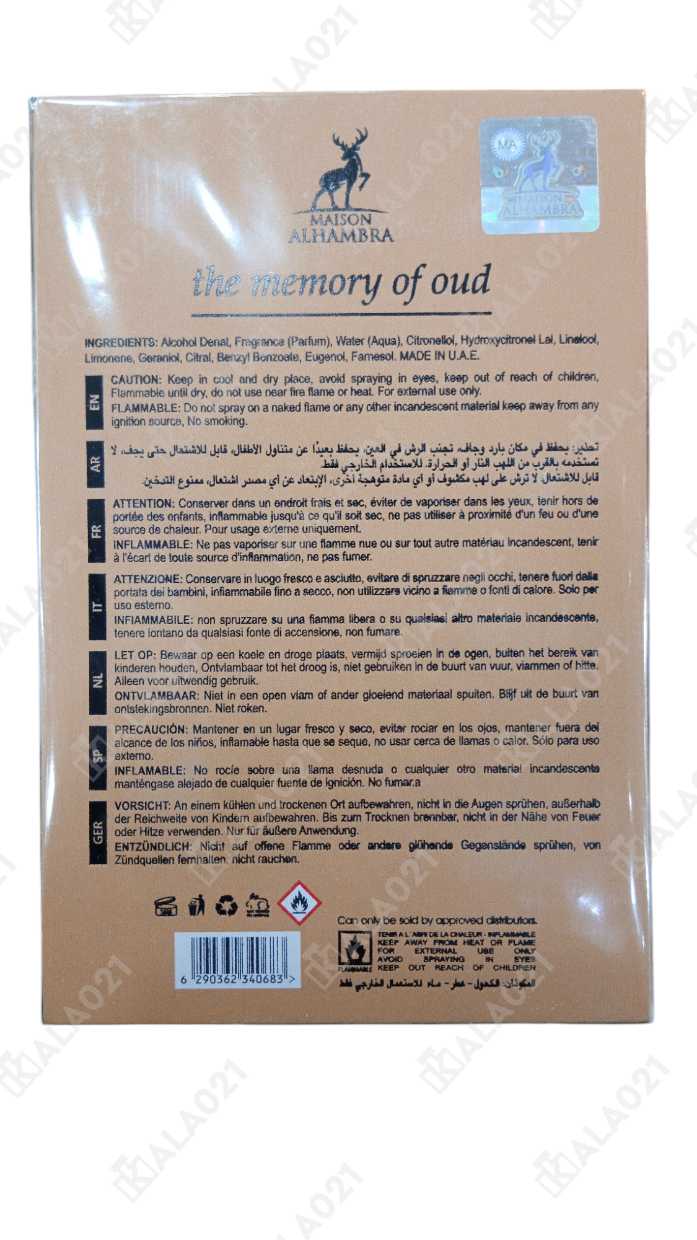 MA
MAISON
ALHAMBRA
MAISON
ALHAMBRA
the memory of oud
INGREDIENTS: Alcohol Denat, Fragrance (Parfum), Water (Aqua), Citronellol, Hydroxycitronel Lal, Linalool,
Limonene, Geraniol, Citral, Benzyl Benzoate, Eugenol, Farnesol. MADE IN U.A.E.
EN
CAUTION: Keep in cool and dry place, avoid spraying in eyes, keep out of reach of children,
Flammable until dry, do not use near fire flame or heat. For external use only.
FLAMMABLE: Do not spray on a naked flame or any other incandescent material keep away from any
ignition source, No smoking.
AR
تحذير: يحفظ في مكان بارد وجاف، تجنب الرش في العين، يحفظ بعيدًا عن متناول الأطفال، قابل للاشتعال حتى يجف، لا
تستخدمه بالقرب من اللهب النار أو الحرارة. للاستخدام الخارجي فقط.
قابل للاشتعال: لا ترش على لهب مكشوف أو أي مادة متوهجة أخرى، الإبتعاد عن أي مصدر اشتعال، ممنوع التدخين.
FR
ATTENTION: Conserver dans un endroit frais et sec, éviter de vaporiser dans les yeux, tenir hors de
portée des enfants, inflammable jusqu'à ce qu'il soit sec, ne pas utiliser à proximité d'un feu ou d'une
source de chaleur. Pour usage externe uniquement.
INFLAMMABLE: Ne pas vaporiser sur une flamme nue ou sur tout autre matériau incandescent, tenir
à l'écart de toute source d'inflammation, ne pas fumer.
IT
ATTENZIONE: Conservare in luogo fresco e asciutto, evitare di spruzzare negli occhi, tenere fuori dalla
portata dei bambini, infiammabile fino a secco, non utilizzare vicino a fiamme o fonti di calore. Solo per
uso esterno.
INFIAMMABILE: non spruzzare su una fiamma libera o su qualsiasi altro materiale incandescente,
tenere lontano da qualsiasi fonte di accensione, non fumare.
NL
LET OP: Bewaar op een koele en droge plaats, vermijd sproeien in de ogen, buiten het bereik van
kinderen houden, Ontvlambaar tot het droog is, niet gebruiken in de buurt van vuur, vlammen of hitte.
Alleen voor uitwendig gebruik.
ONTVLAMBAAR: Niet in een open vlam of ander gloeiend materiaal spuiten. Blijf uit de buurt van
ontstekingsbronnen. Niet roken.
SP
PRECAUCIÓN: Mantener en un lugar fresco y seco, evitar rociar en los ojos, mantener fuera del
alcance de los niños, inflamable hasta que se seque, no usar cerca de llamas o calor. Sólo para uso
externo.
INFLAMABLE: No rocíe sobre una llama desnuda o cualquier otro material incandescente
manténgase alejado de cualquier fuente de ignición. No fumar.a
GER
VORSICHT: An einem kühlen und trockenen Ort aufbewahren, nicht in die Augen sprühen, außerhalb
der Reichweite von Kindern aufbewahren. Bis zum Trocknen brennbar, nicht in der Nähe von Feuer
oder Hitze verwenden. Nur für äußere Anwendung.
ENTZÜNDLICH: Nicht auf offene Flamme oder andere glühende Gegenstände sprühen, von
Zündquellen fernhalten, nicht rauchen.
Can only be sold by approved distributors.
TENIR A L'ABRI DE LA CHALEUR - INFLAMMABLE
KEEP AWAY FROM HEAT OR FLAME
FOR EXTERNAL USE ONLY
AVOID SPRAYING IN EYES
KEEP OUT REACH OF CHILDREN
FLAMMABLE
المكونات: الكحول - عطر - ماء للاستعمال الخارجي فقط
6 290362 340683 >
KALA021